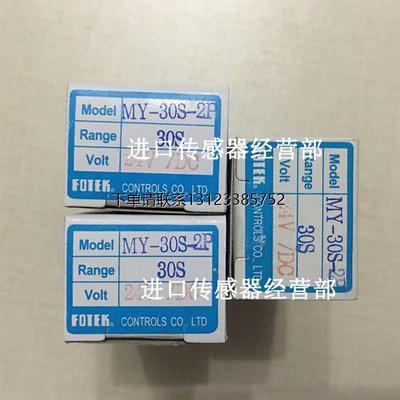 Model MY-30S-2P
Range 30S
Volt 24V /DC
FOTEK CONTROLS CO., LTD
进口传感器经营部
下单请联系13123385752
Model MY-30S-2P
Range 30S
Volt
FOTEK CONTROLS CO., LTD
进口传感器经营部
Model MY-30S-2P
Range 30S
Volt 24V /DC
FOTEK CONTROLS CO., LTD